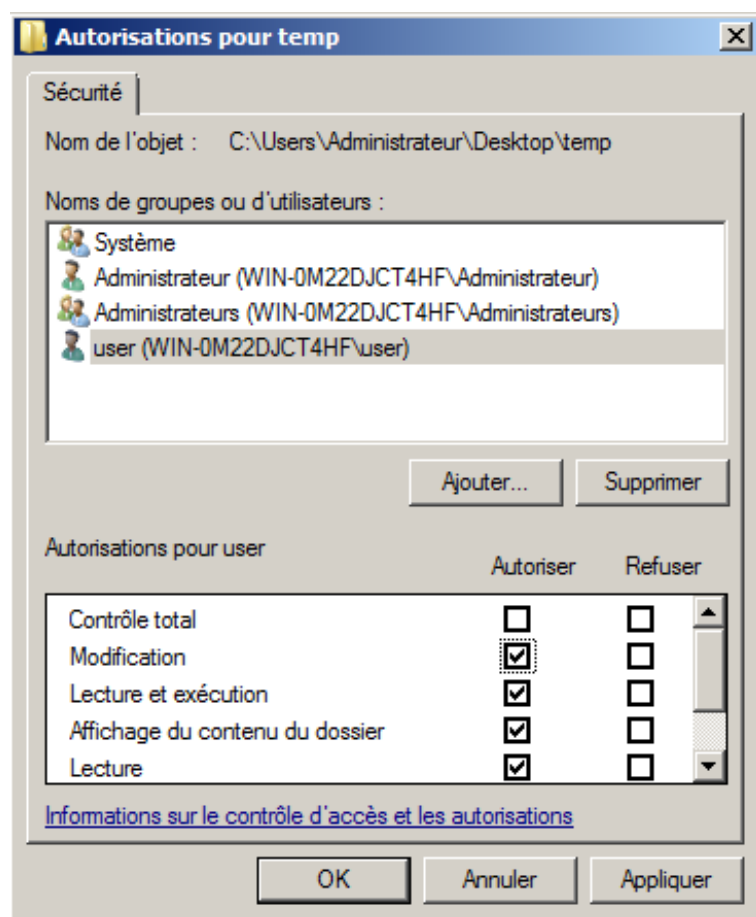 Autorisations pour temp
Sécurité
Nom de l'objet : C:\Users\Administrateur\Desktop\temp
Noms de groupes ou d'utilisateurs :
Système
Administrateur (WIN-0M22DJCT4HF\Administrateur)
Administrateurs (WIN-0M22DJCT4HF\Administrateurs)
user (WIN-0M22DJCT4HF\user)
Ajouter... Supprimer
Autorisations pour user Autoriser Refuser
Contrôle total
Modification
Lecture et exécution
Affichage du contenu du dossier
Lecture
Informations sur le contrôle d'accès et les autorisations
OK Annuler Appliquer